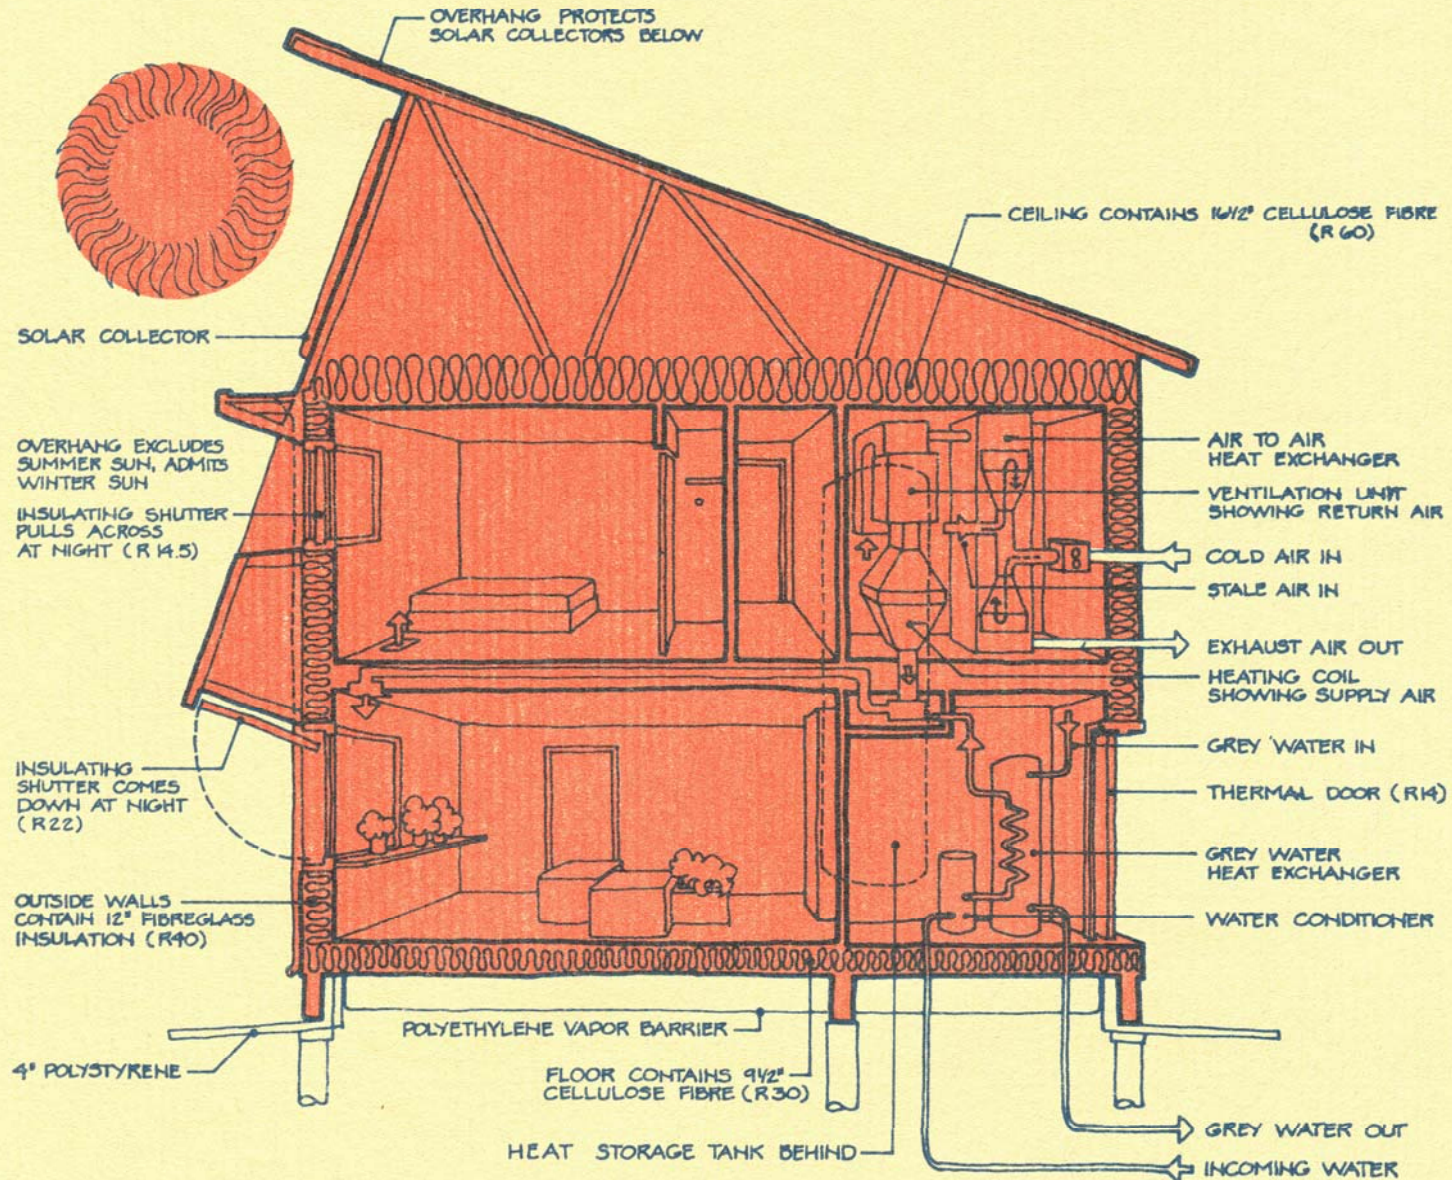 OVERHANG PROTECTS
SOLAR COLLECTORS BELOW
CEILING CONTAINS 16 1/2" CELLULOSE FIBRE
(R 60)
SOLAR COLLECTOR
OVERHANG EXCLUDES
SUMMER SUN, ADMITS
WINTER SUN
INSULATING SHUTTER
PULLS ACROSS
AT NIGHT (R 14.5)
AIR TO AIR
HEAT EXCHANGER
VENTILATION UNIT
SHOWING RETURN AIR
COLD AIR IN
STALE AIR IN
EXHAUST AIR OUT
HEATING COIL
SHOWING SUPPLY AIR
GREY WATER IN
INSULATING
SHUTTER COMES
DOWN AT NIGHT
(R22)
THERMAL DOOR (R14)
GREY WATER
HEAT EXCHANGER
OUTSIDE WALLS
CONTAIN 12" FIBREGLASS
INSULATION (R40)
WATER CONDITIONER
POLYETHYLENE VAPOR BARRIER
4" POLYSTYRENE
FLOOR CONTAINS 9 1/2"
CELLULOSE FIBRE (R30)
HEAT STORAGE TANK BEHIND
GREY WATER OUT
INCOMING WATER